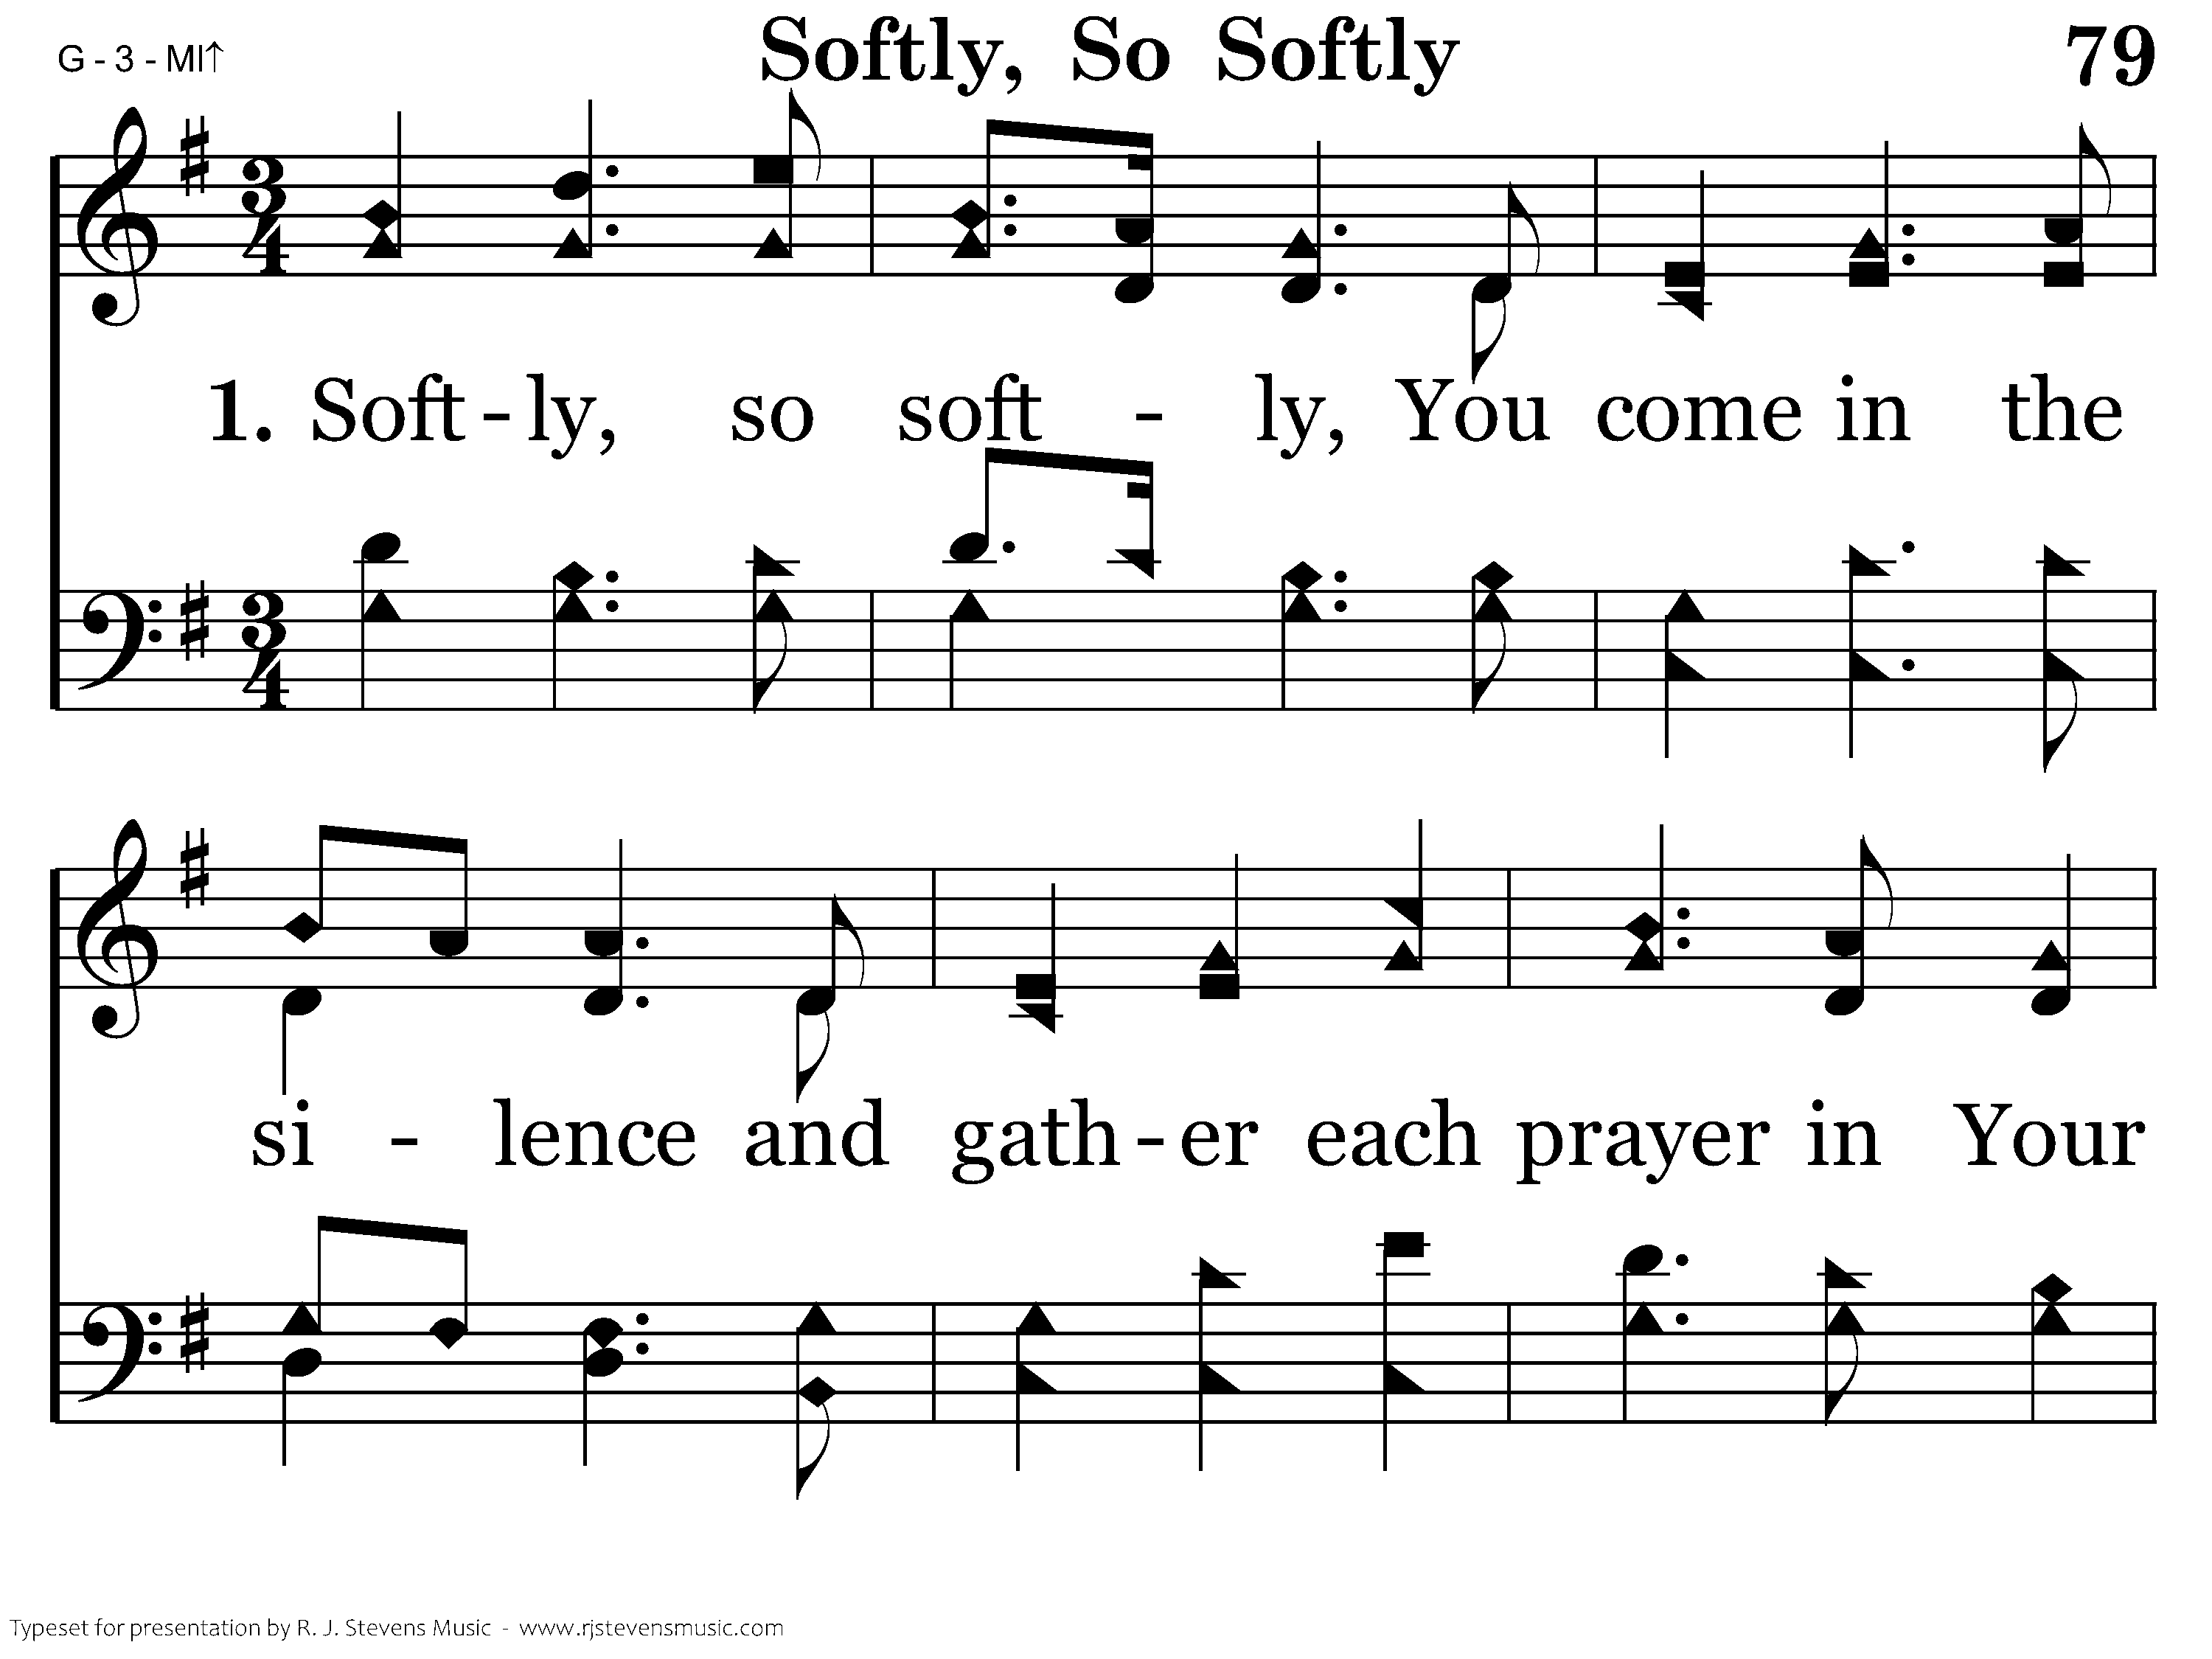 G - 3 - MI↑
Softly, So Softly
79
3
4
1. Soft - ly, so soft - ly, You come in the
3
4
si - lence and gath - er each prayer in Your
Typeset for presentation by R. J. Stevens Music - www.rjstevensmusic.com